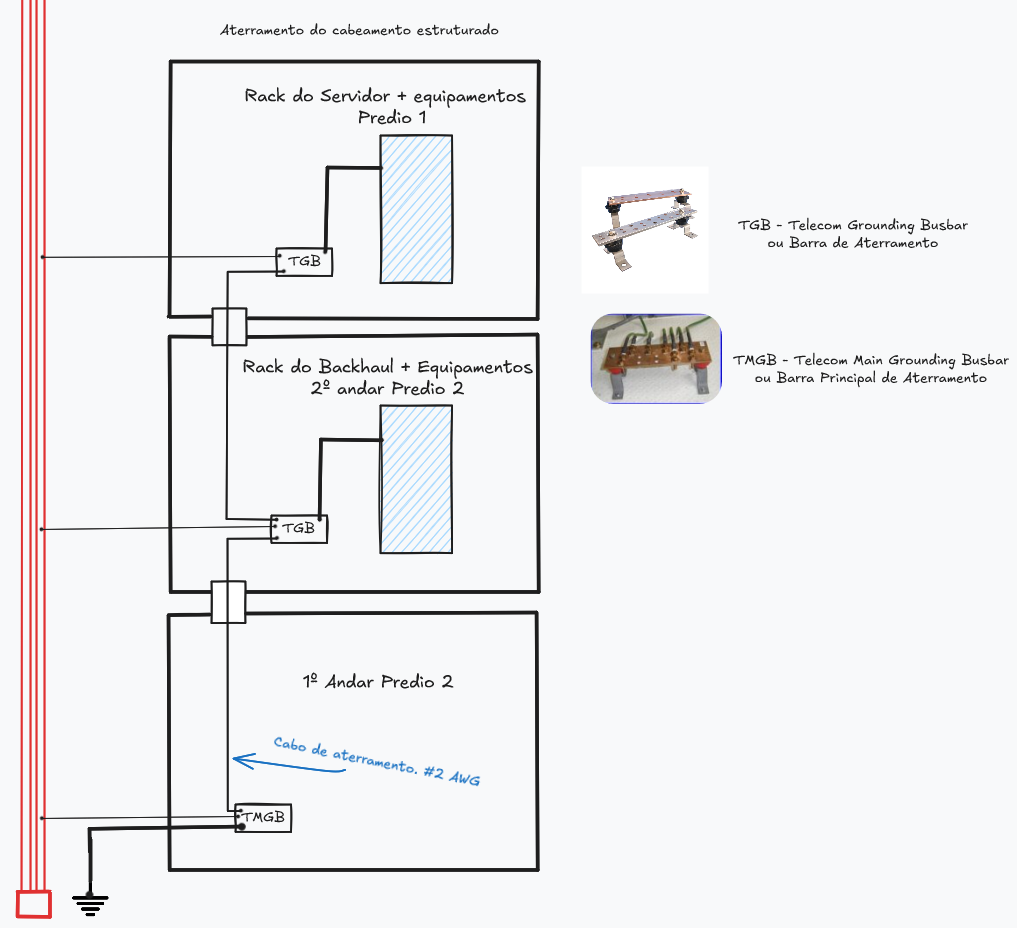 Aterramento do cabeamento estruturado
Rack do Servidor + equipamentos
Predio 1
TGB
TGB - Telecom Grounding Busbar
ou Barra de Aterramento
TMGB - Telecom Main Grounding Busbar
ou Barra Principal de Aterramento
Rack do Backhaul + Equipamentos
2º andar Predio 2
TGB
1º Andar Predio 2
Cabo de aterramento. #2 AWG
TMGB